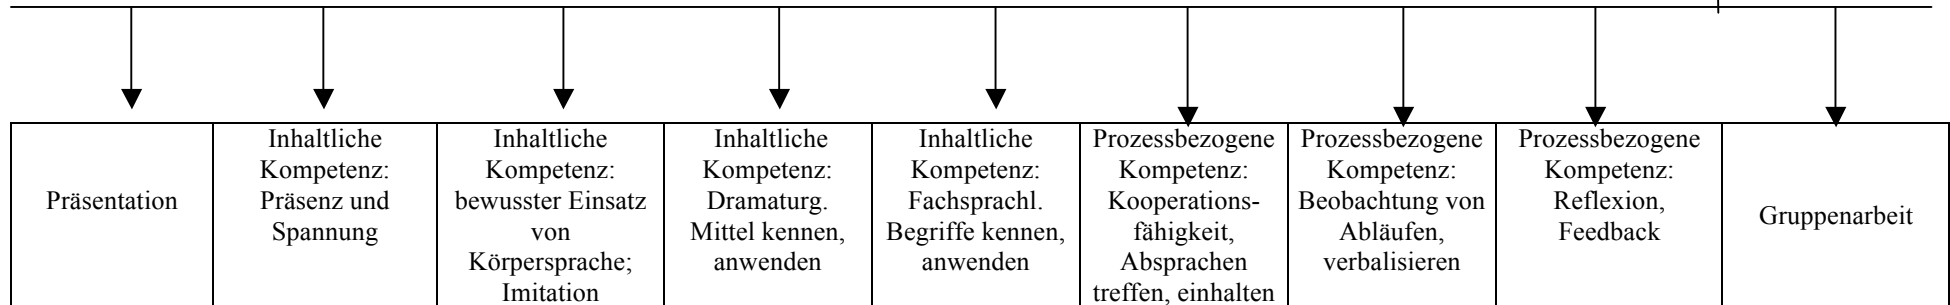 Präsentation
Inhaltliche
Kompetenz:
Präsenz und
Spannung
Inhaltliche
Kompetenz:
bewusster Einsatz
von
Körpersprache;
Imitation
Inhaltliche
Kompetenz:
Dramaturg.
Mittel kennen,
anwenden
Inhaltliche
Kompetenz:
Fachsprachl.
Begriffe kennen,
anwenden
Prozessbezogene
Kompetenz:
Kooperations-
fähigkeit,
Absprachen
treffen, einhalten
Prozessbezogene
Kompetenz:
Beobachtung von
Abläufen,
verbalisieren
Prozessbezogene
Kompetenz:
Reflexion,
Feedback
Gruppenarbeit